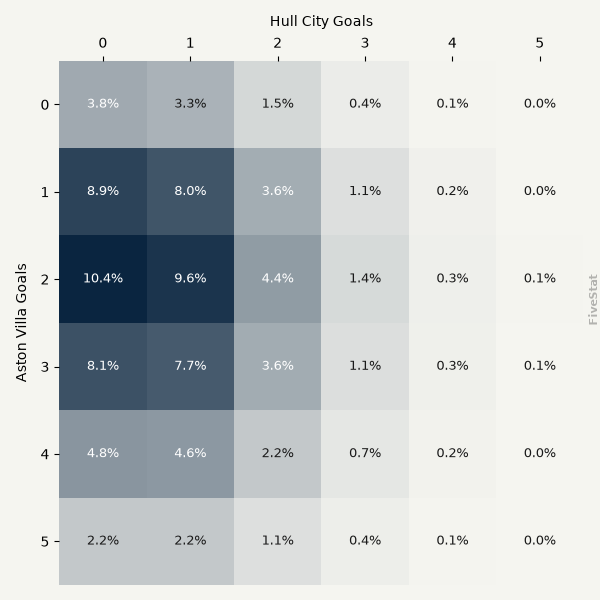 Hull City Goals
0 1 2 3 4 5
0 3.8% 3.3% 1.5% 0.4% 0.1% 0.0%
1 8.9% 8.0% 3.6% 1.1% 0.2% 0.0%
2 10.4% 9.6% 4.4% 1.4% 0.3% 0.1%
3 8.1% 7.7% 3.6% 1.1% 0.3% 0.1%
4 4.8% 4.6% 2.2% 0.7% 0.2% 0.0%
5 2.2% 2.2% 1.1% 0.4% 0.1% 0.0%
Aston Villa Goals
FiveStat